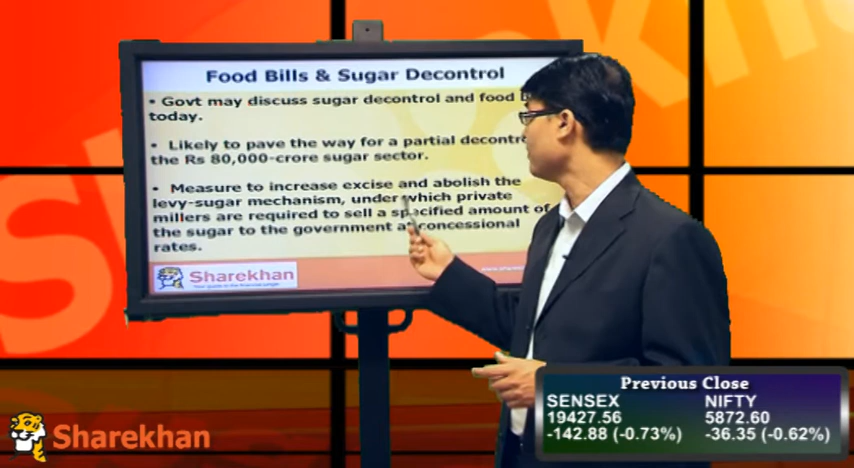 Food Bills & Sugar Decontrol
• Govt may discuss sugar decontrol and food
today.
• Likely to pave the way for a partial
the Rs 80,000-crore sugar sector.
• Measure to increase excise and abolish the
levy-sugar mechanism, under which private
millers are required to sell a specified amount of
the sugar to the government at concessional
rates.
Sharekhan
Sharekhan
Previous Close
SENSEX NIFTY
19427.56 5872.60
-142.88 (-0.73%) -36.35 (-0.62%)